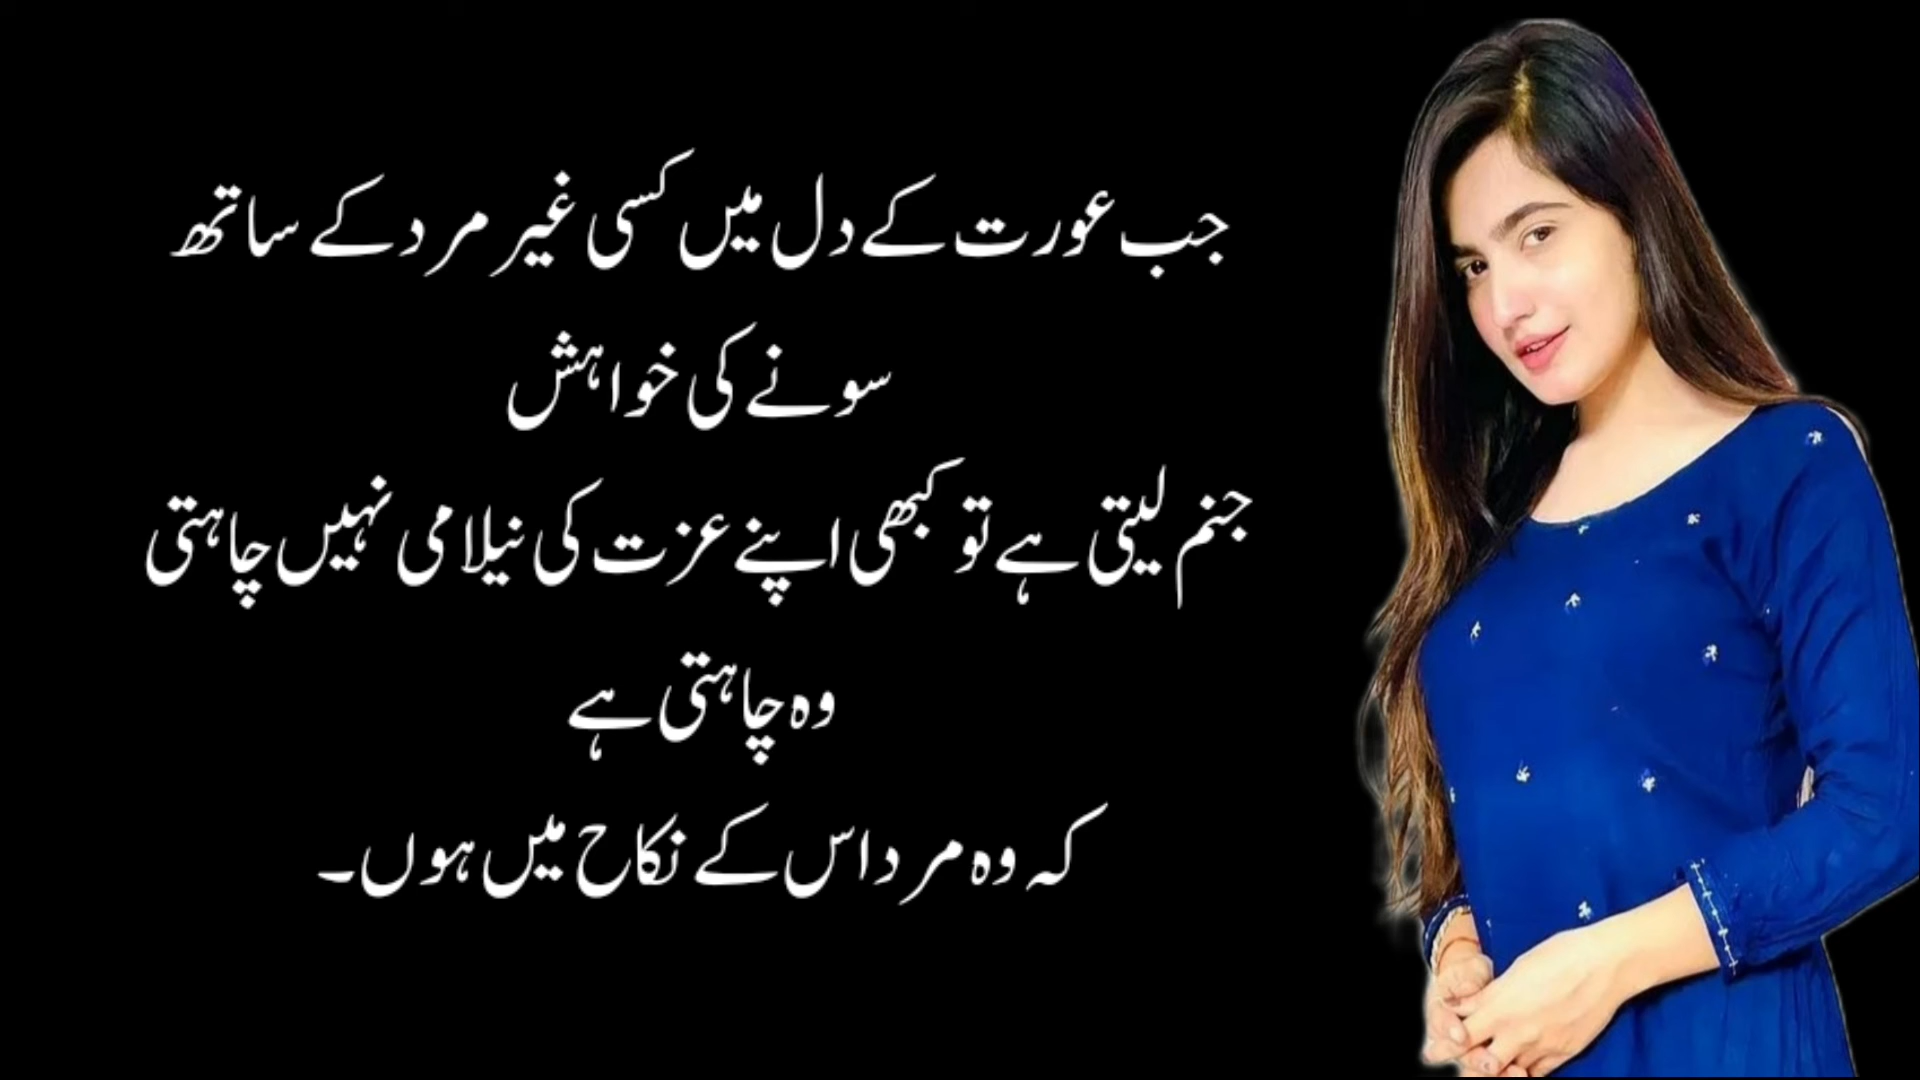 جب عورت کے دل میں کسی غیر مرد کے ساتھ
سونے کی خواہش
جنم لیتی ہے تو کبھی اپنے عزت کی نیلامی نہیں چاہتی
وہ چاہتی ہے
کہ وہ مرد اس کے نکاح میں ہوں۔